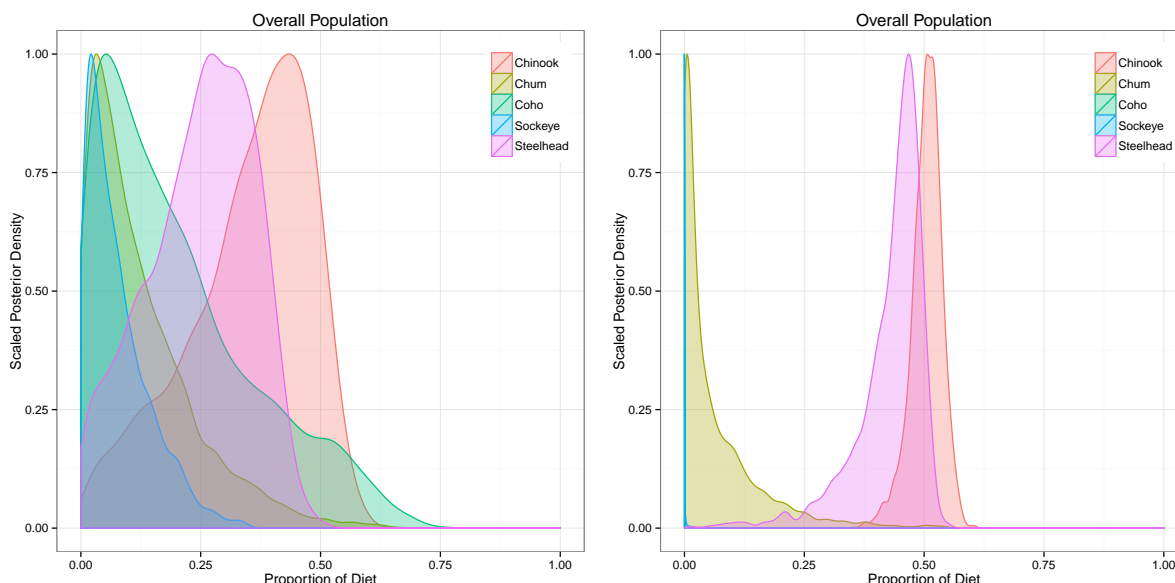 Overall Population
Scaled Posterior Density
1.00
0.75
0.50
0.25
0.00
Chinook
Chum
Coho
Sockeye
Steelhead
0.00 0.25 0.50 0.75 1.00
Proportion of Diet
Overall Population
Scaled Posterior Density
1.00
0.75
0.50
0.25
0.00
Chinook
Chum
Coho
Sockeye
Steelhead
0.00 0.25 0.50 0.75 1.00
Proportion of Diet